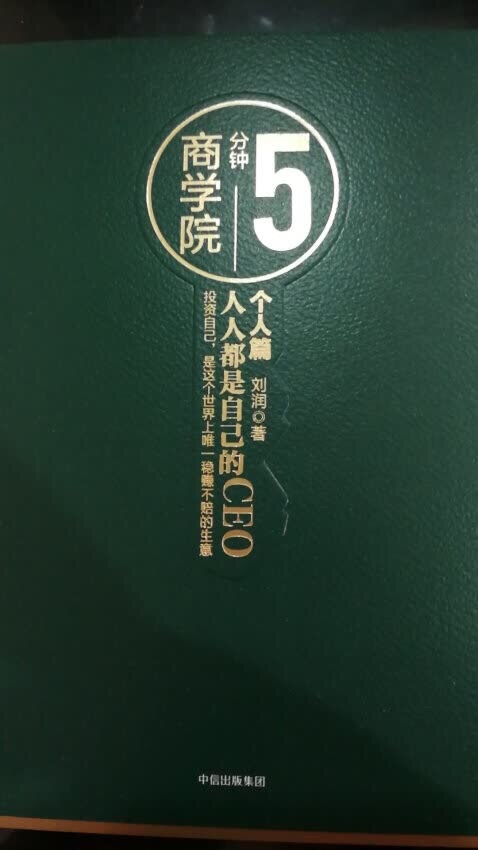 5
分钟
商学院
个人篇
刘润◎著
人人都是自己的CEO
投资自己，是这个世界上唯一稳赚不赔的生意
中信出版集团